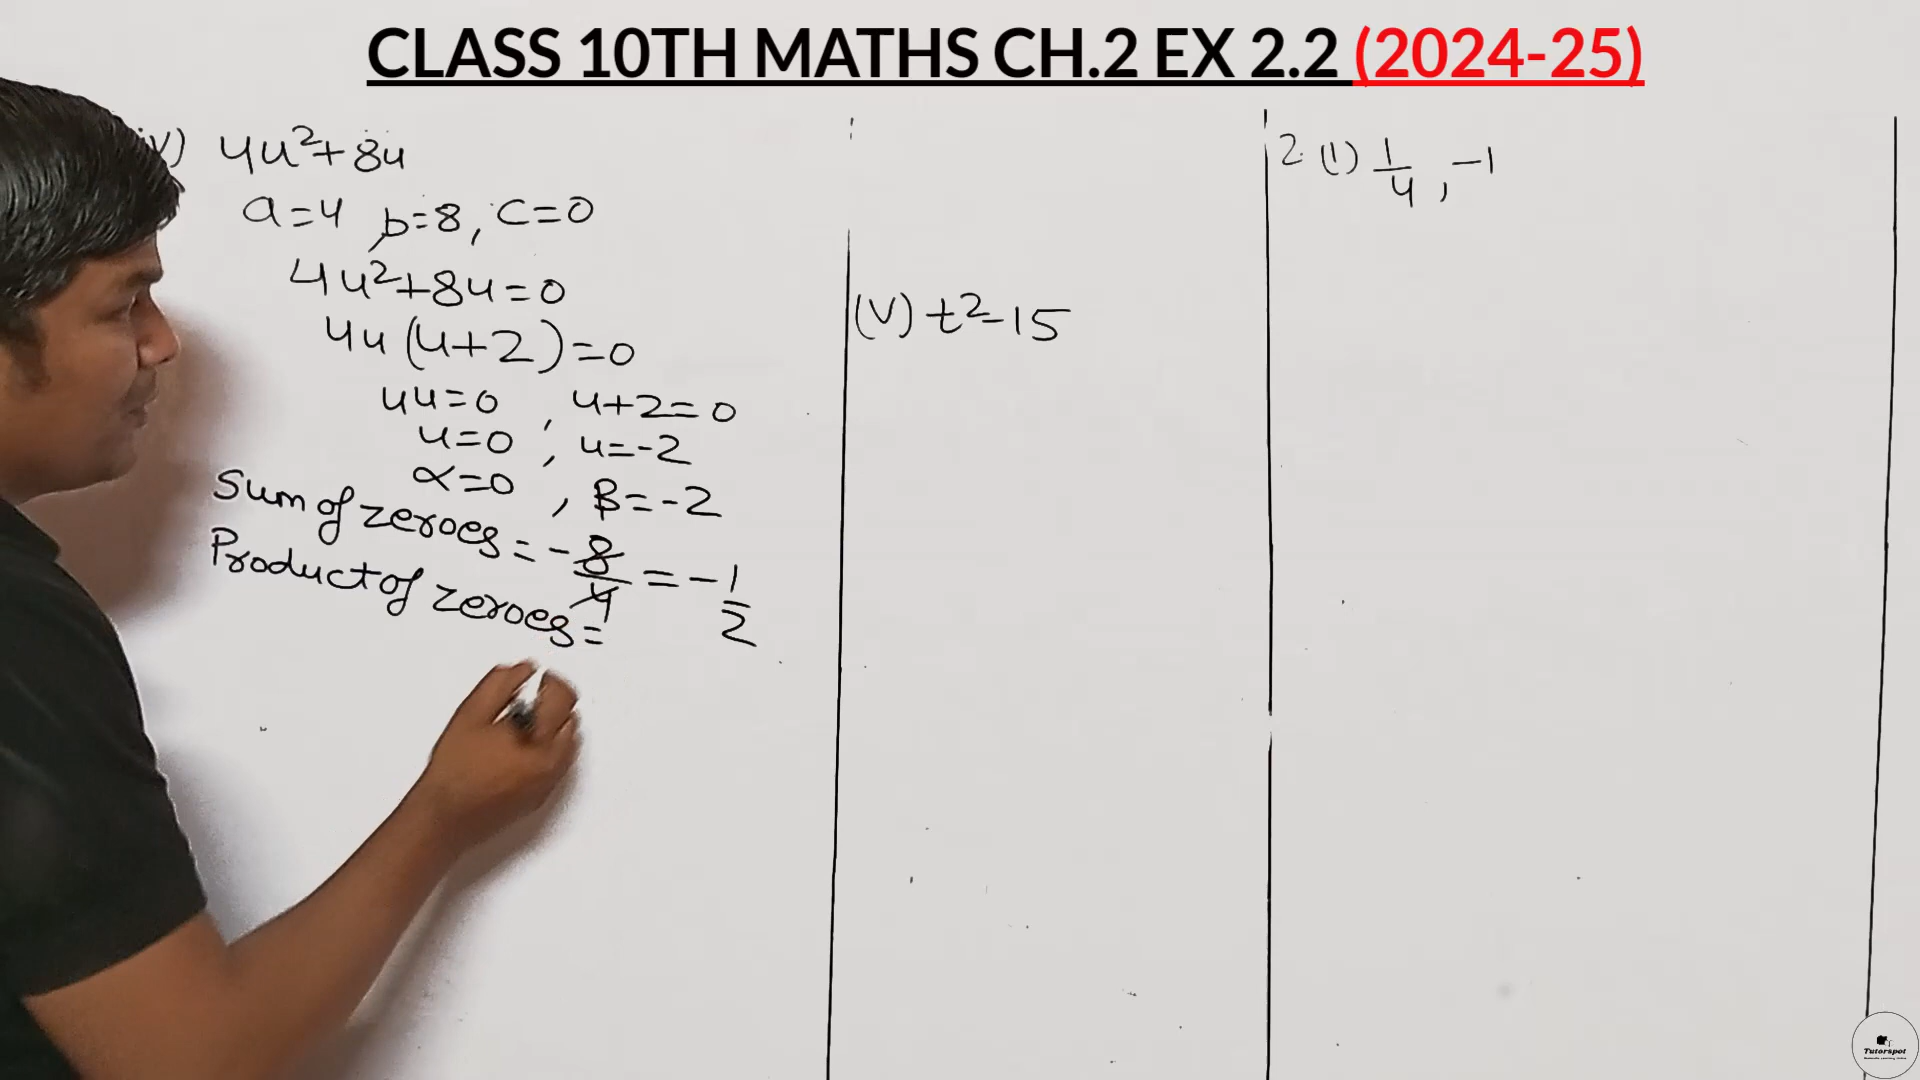 CLASS 10TH MATHS CH.2 EX 2.2 (2024-25)
iv) 4u²+8u
a=4, b=8, c=0
4u²+8u=0
4u(u+2)=0
4u=0, u+2=0
u=0, u=-2
α=0, β=-2
Sum of zeroes = -8/4 = -1/2
Product of zeroes =
(V) t²-15
2. (i) 1/4, -1
Tutorspot